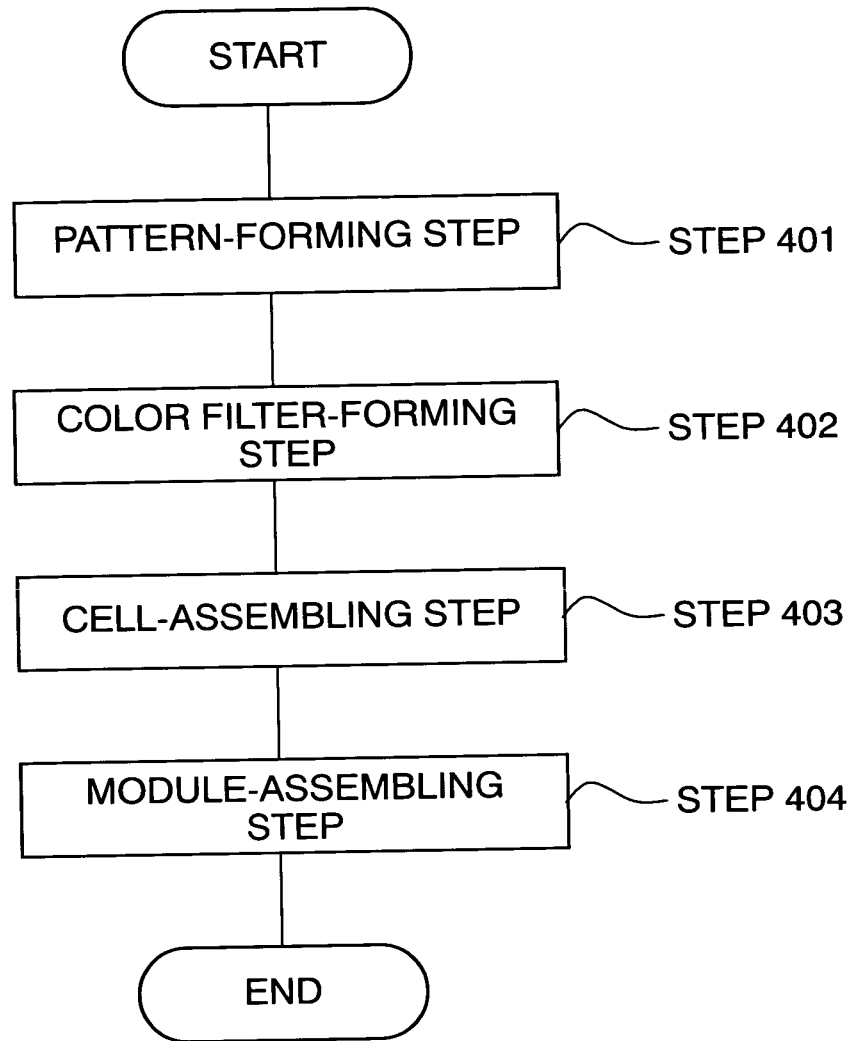 START
PATTERN-FORMING STEP
STEP 401
COLOR FILTER-FORMING
STEP
STEP 402
CELL-ASSEMBLING STEP
STEP 403
MODULE-ASSEMBLING
STEP
STEP 404
END